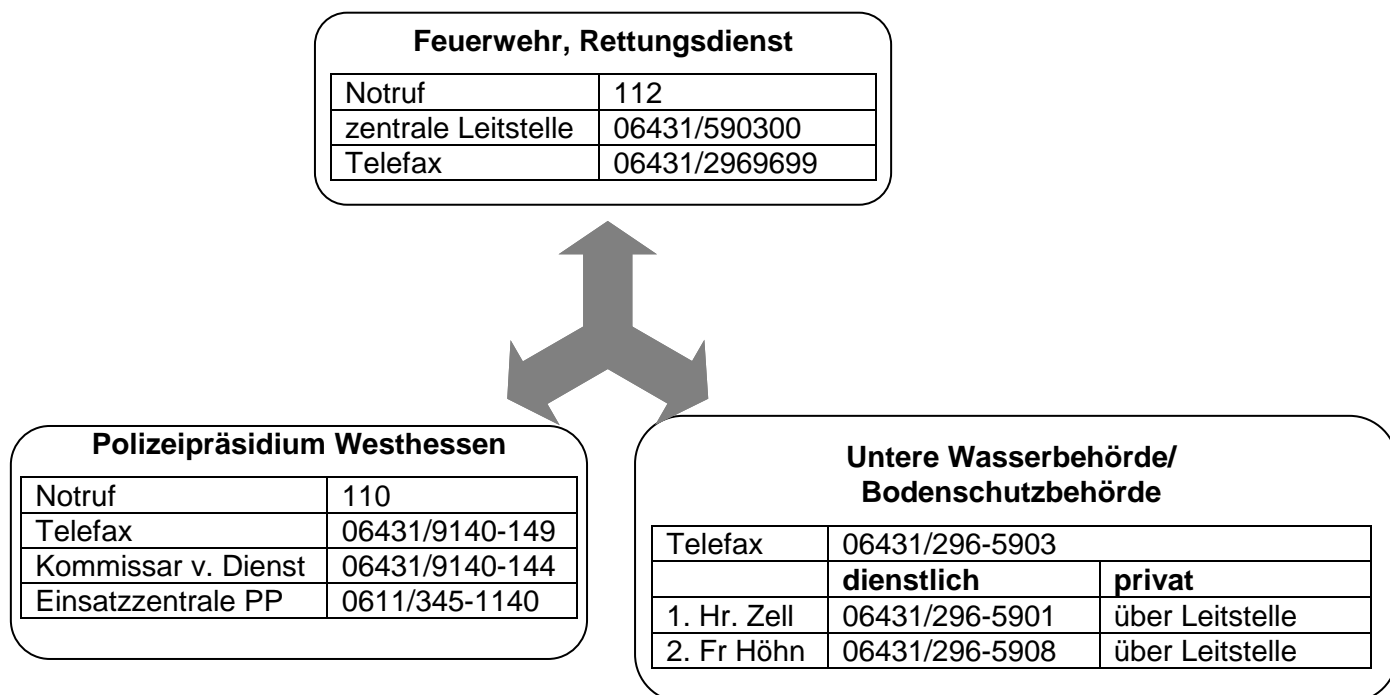 Feuerwehr, Rettungsdienst
Notruf 112
zentrale Leitstelle 06431/590300
Telefax 06431/2969699
Polizeipräsidium Westhessen
Notruf 110
Telefax 06431/9140-149
Kommissar v. Dienst 06431/9140-144
Einsatzzentrale PP 0611/345-1140
Untere Wasserbehörde/
Bodenschutzbehörde
Telefax 06431/296-5903
dienstlich privat
1. Hr. Zell 06431/296-5901 über Leitstelle
2. Fr Höhn 06431/296-5908 über Leitstelle